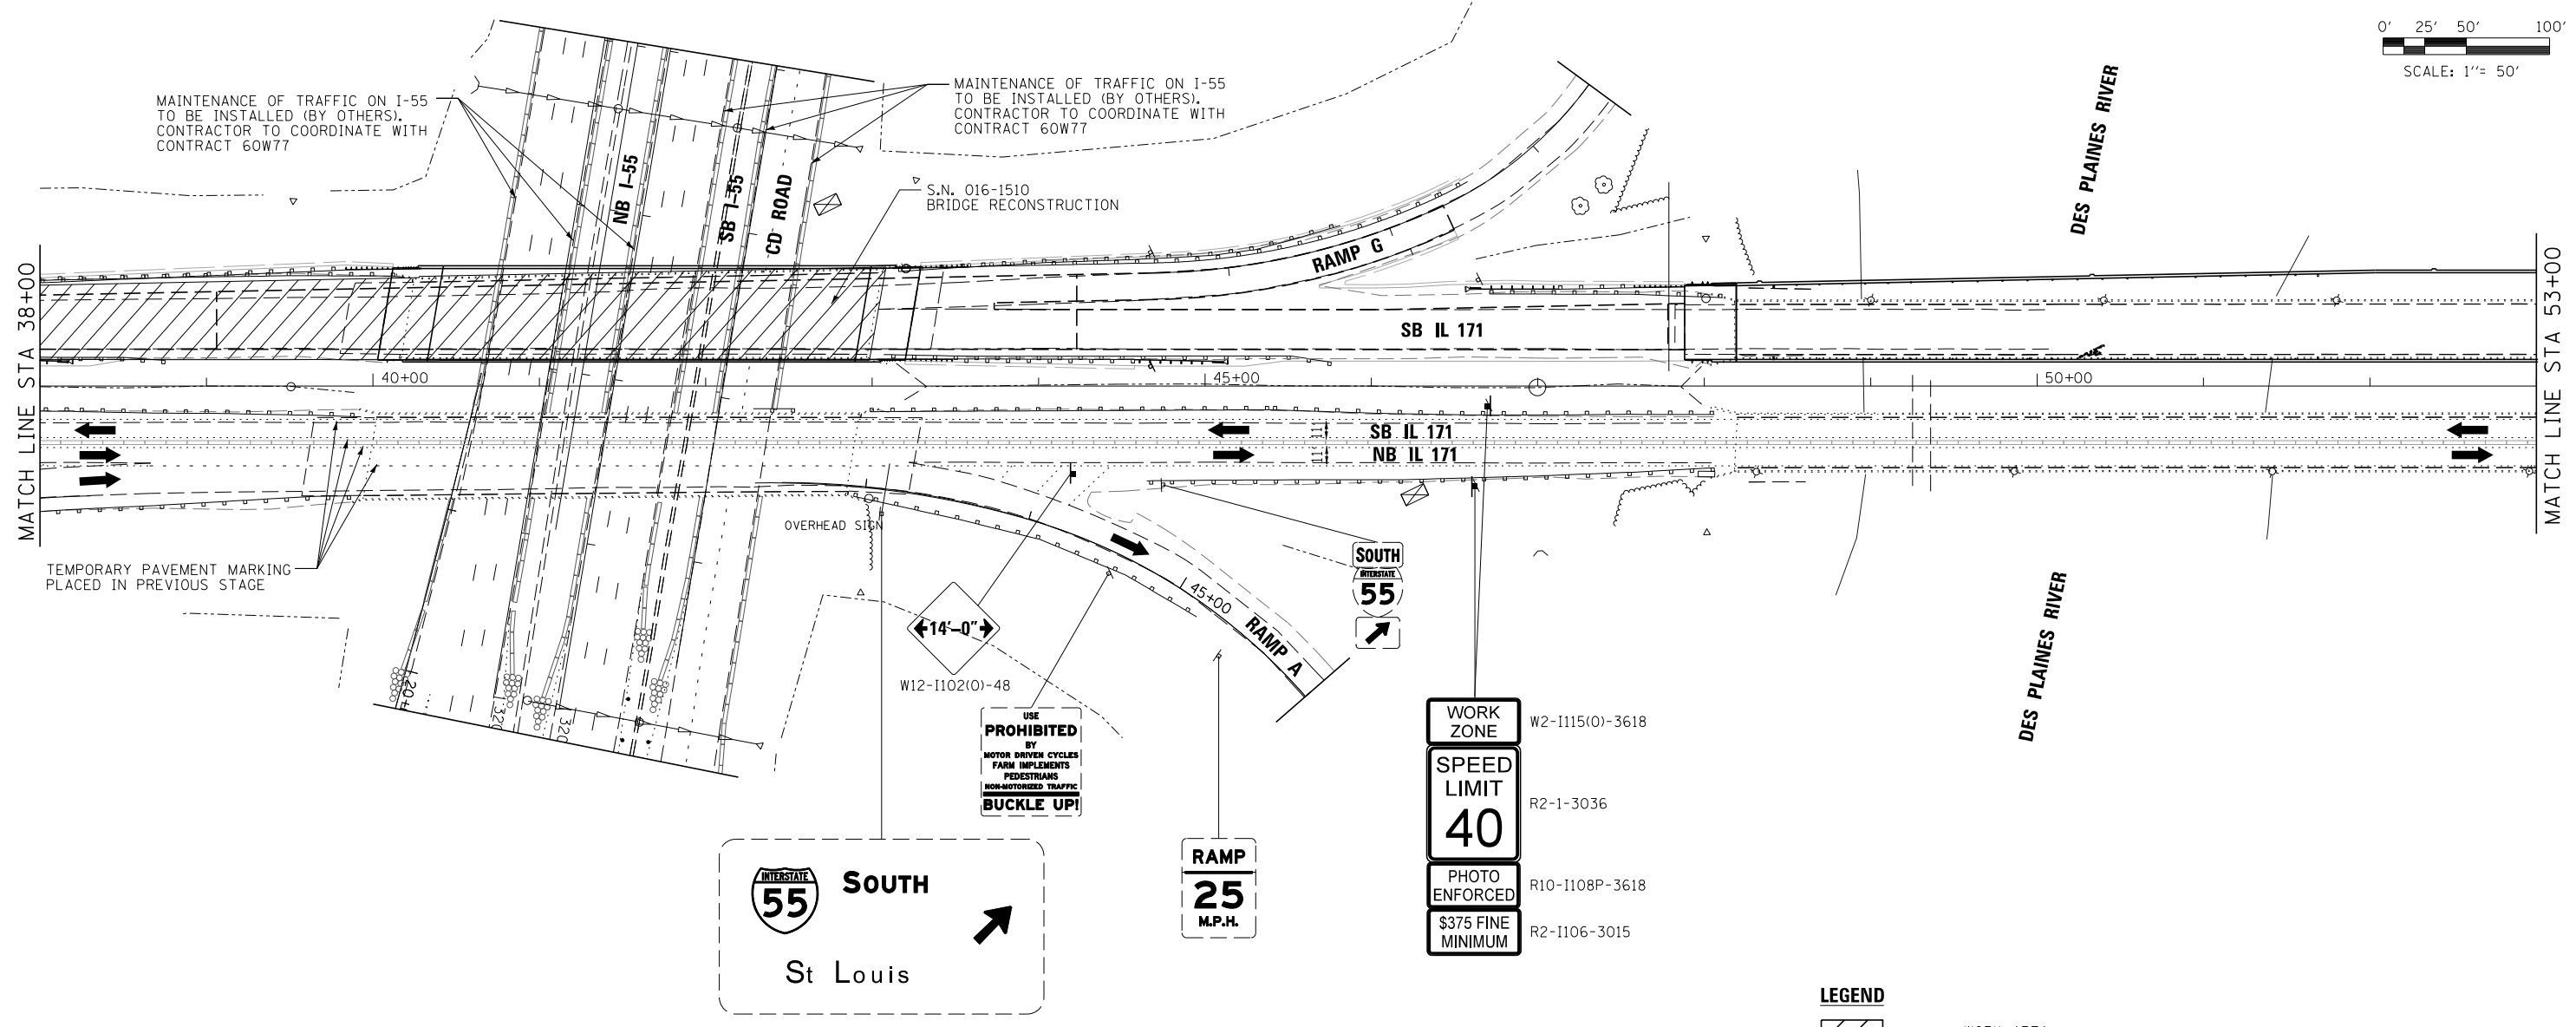 0' 25' 50' 100'
SCALE: 1''= 50'
MAINTENANCE OF TRAFFIC ON I-55
TO BE INSTALLED (BY OTHERS).
CONTRACTOR TO COORDINATE WITH
CONTRACT 60W77
MAINTENANCE OF TRAFFIC ON I-55
TO BE INSTALLED (BY OTHERS).
CONTRACTOR TO COORDINATE WITH
CONTRACT 60W77
NB I-55
SB I-55
CD ROAD
S.N. 016-1510
BRIDGE RECONSTRUCTION
RAMP G
DES PLAINES RIVER
MATCH LINE STA 38+00
MATCH LINE STA 53+00
SB IL 171
40+00
45+00
50+00
11 11
SB IL 171
NB IL 171
OVERHEAD SIGN
TEMPORARY PAVEMENT MARKING
PLACED IN PREVIOUS STAGE
45+00
RAMP A
320
320
14'-0"
W12-I102(O)-48
USE
PROHIBITED
BY
MOTOR DRIVEN CYCLES
FARM IMPLEMENTS
PEDESTRIANS
NON-MOTORIZED TRAFFIC
BUCKLE UP!
SOUTH
INTERSTATE
55
DES PLAINES RIVER
WORK
ZONE
W2-I115(O)-3618
SPEED
LIMIT
40
R2-1-3036
PHOTO
ENFORCED
R10-I108P-3618
$375 FINE
MINIMUM
R2-I106-3015
RAMP
25
M.P.H.
INTERSTATE
55
SOUTH
St Louis
LEGEND